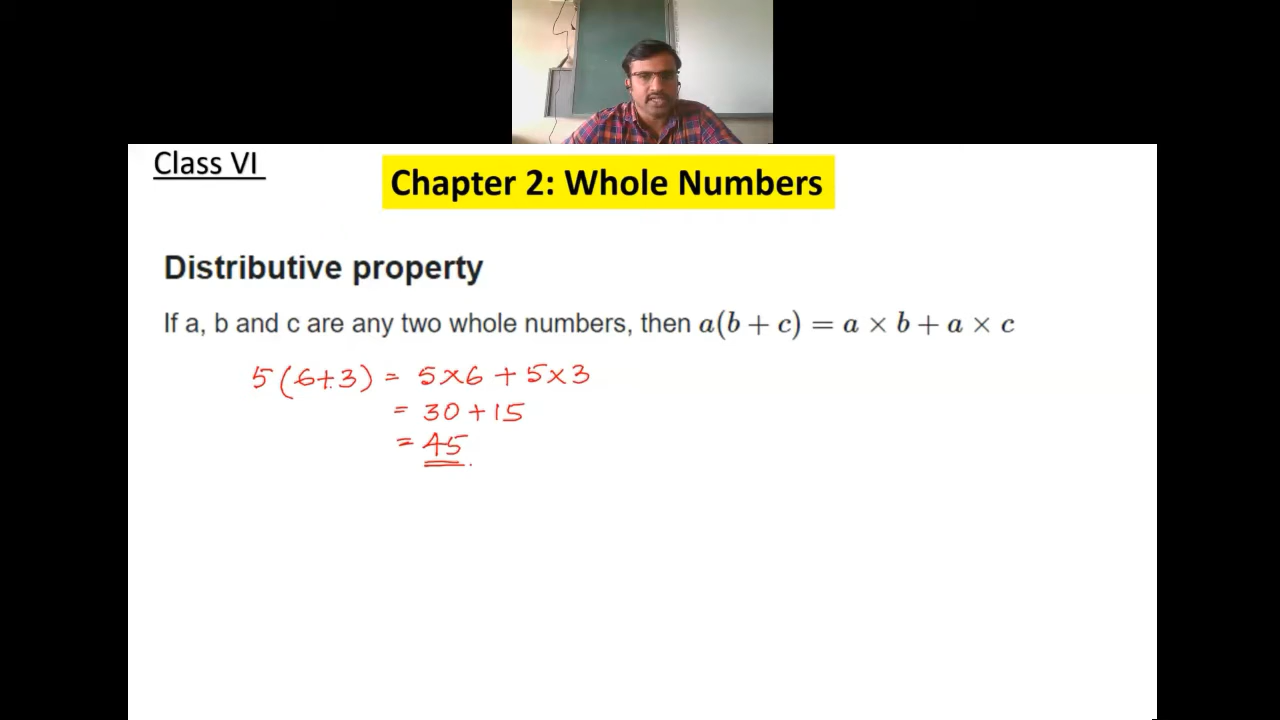 Class VI
Chapter 2: Whole Numbers
Distributive property
If a, b and c are any two whole numbers, then a(b + c) = a × b + a × c
5(6+3) = 5×6 + 5×3
= 30 + 15
= 45.